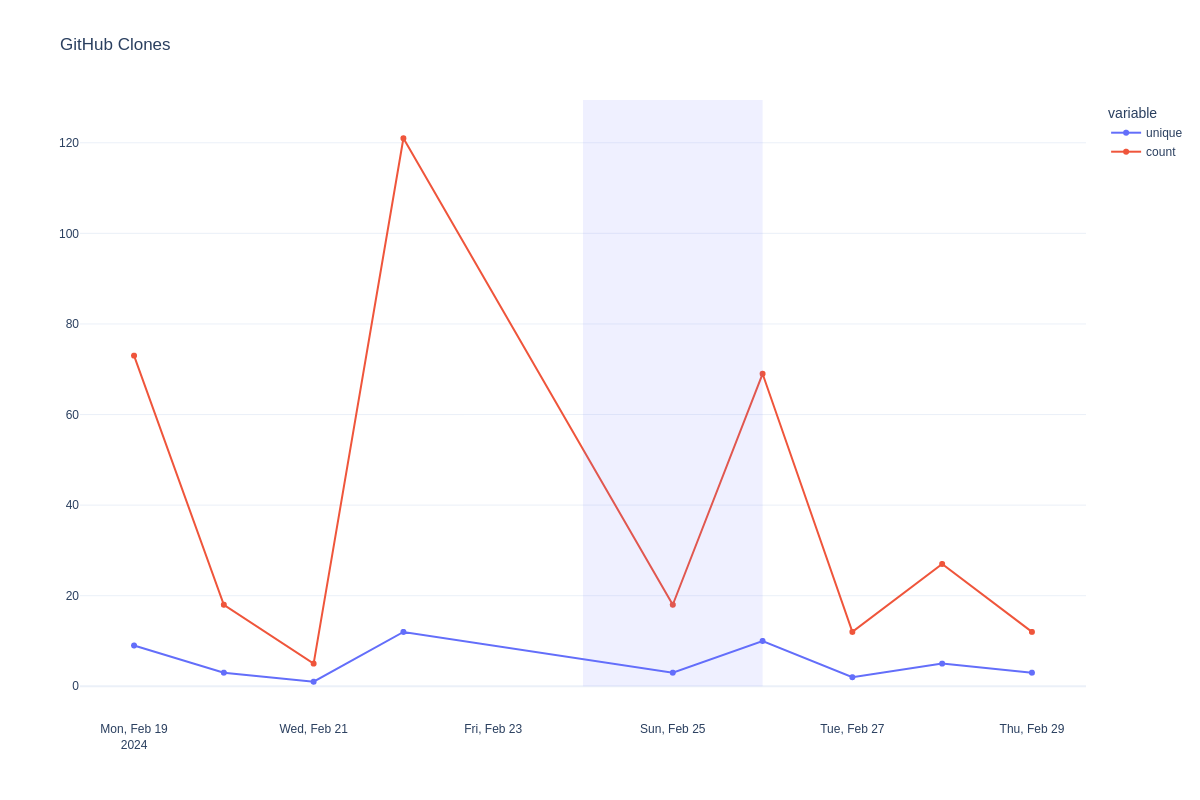 GitHub Clones
variable
unique
count
120
100
80
60
40
20
0
Mon, Feb 19
2024
Wed, Feb 21
Fri, Feb 23
Sun, Feb 25
Tue, Feb 27
Thu, Feb 29